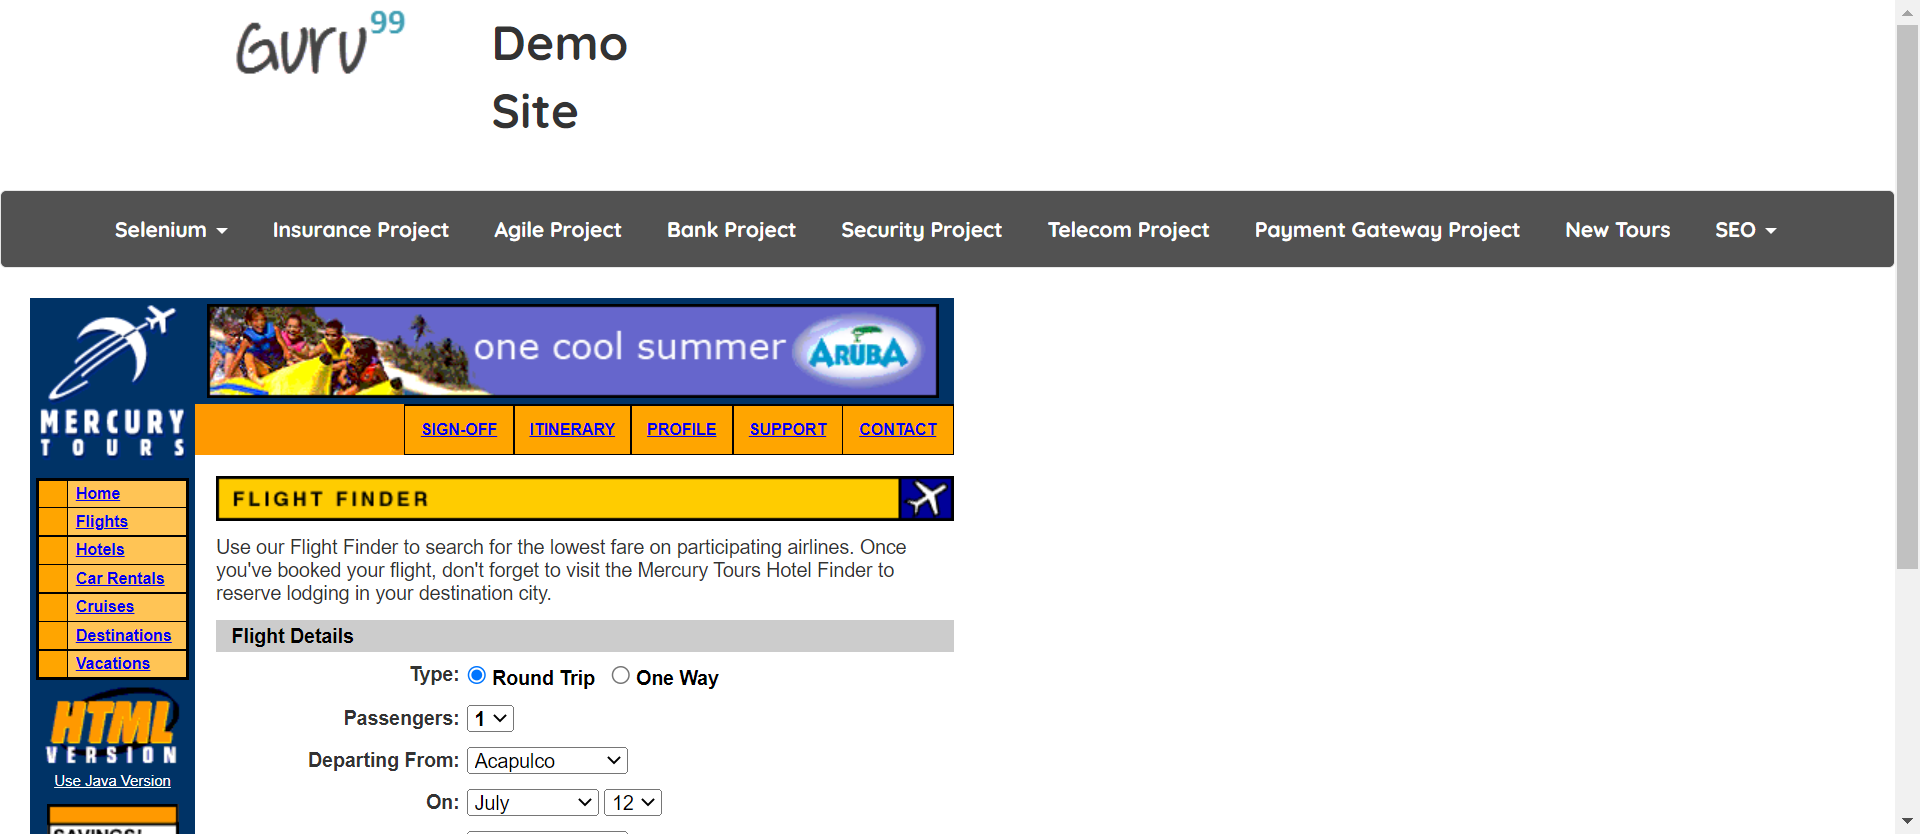 Guru99
Demo
Site
Selenium Insurance Project Agile Project Bank Project Security Project Telecom Project Payment Gateway Project New Tours SEO
one cool summer ARUBA
MERCURY
TOURS
SIGN-OFF ITINERARY PROFILE SUPPORT CONTACT
Home
Flights
Hotels
Car Rentals
Cruises
Destinations
Vacations
HTML
VERSION
Use Java Version
SAVINGS!
FLIGHT FINDER
Use our Flight Finder to search for the lowest fare on participating airlines. Once
you've booked your flight, don't forget to visit the Mercury Tours Hotel Finder to
reserve lodging in your destination city.
Flight Details
Type: Round Trip One Way
Passengers: 1
Departing From: Acapulco
On: July 12